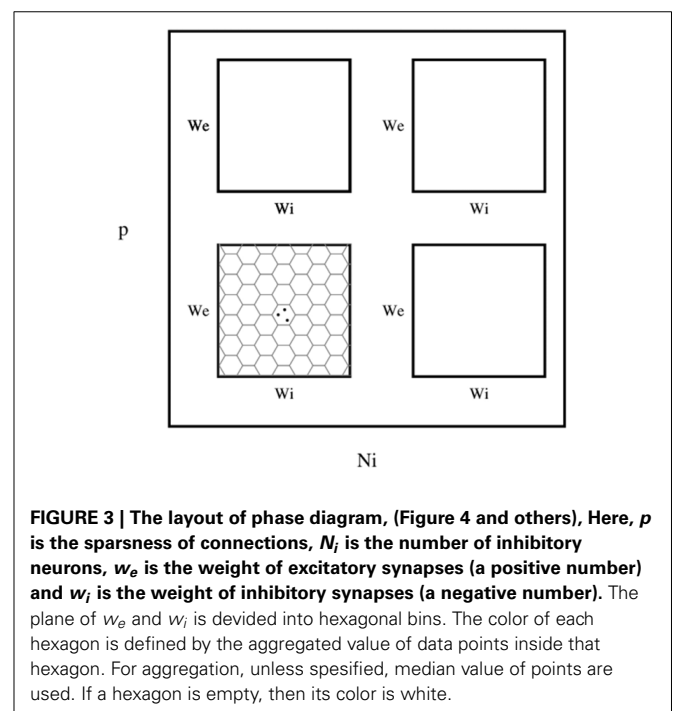 We We
Wi Wi
p
We We
Wi Wi
Ni
FIGURE 3 | The layout of phase diagram, (Figure 4 and others), Here, p
is the sparsness of connections, Ni is the number of inhibitory
neurons, we is the weight of excitatory synapses (a positive number)
and wi is the weight of inhibitory synapses (a negative number). The
plane of we and wi is devided into hexagonal bins. The color of each
hexagon is defined by the aggregated value of data points inside that
hexagon. For aggregation, unless spesified, median value of points are
used. If a hexagon is empty, then its color is white.